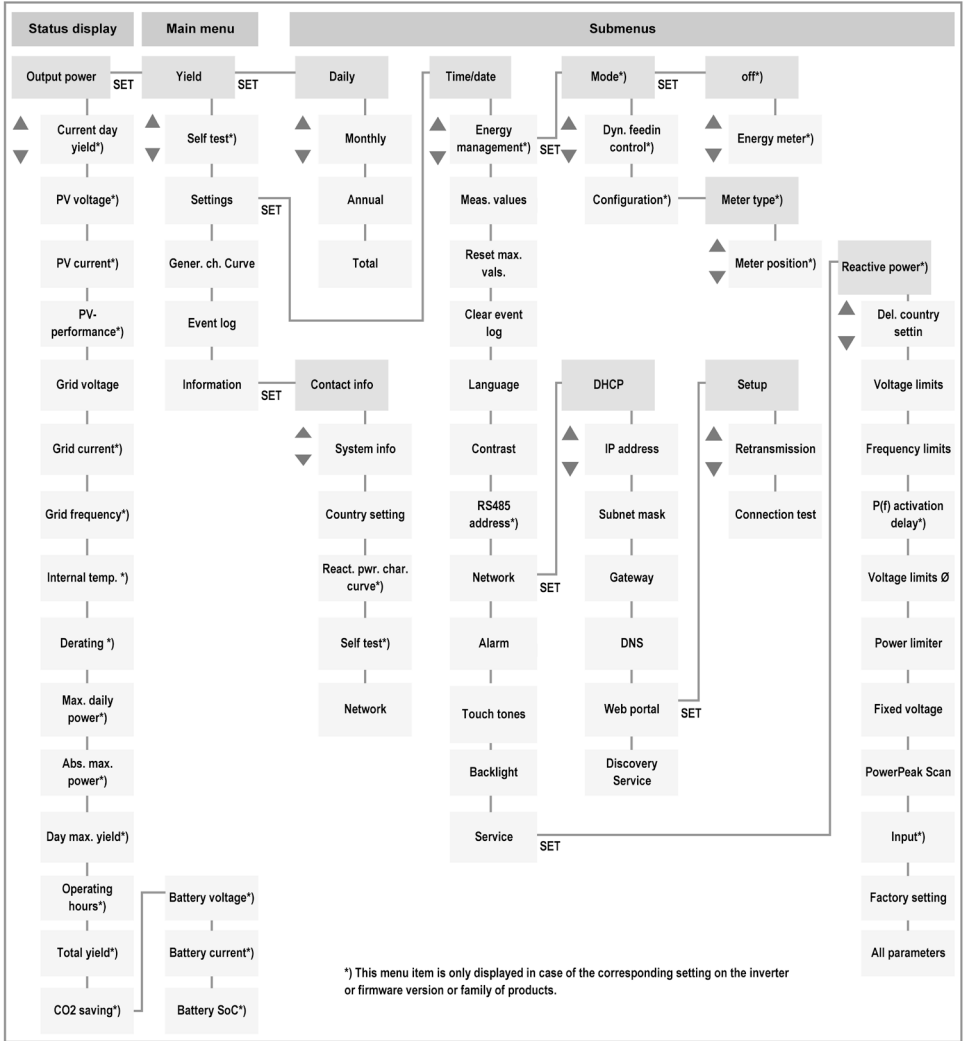 Status display
Main menu
Submenus
Output power
SET
Yield
SET
Daily
Time/date
Mode*)
SET
off*)
Current day
yield*)
Self test*)
Monthly
Energy
management*)
SET
Dyn. feedin
control*)
Energy meter*)
PV voltage*)
Settings
SET
Annual
Meas. values
Configuration*)
Meter type*)
PV current*)
Gener. ch. Curve
Total
Reset max.
vals.
Meter position*)
Reactive power*)
PV-
performance*)
Event log
Clear event
log
Del. country
settin
Grid voltage
Information
SET
Contact info
Language
DHCP
Setup
Voltage limits
Grid current*)
System info
Contrast
IP address
Retransmission
Frequency limits
Grid frequency*)
Country setting
RS485
address*)
Subnet mask
Connection test
P(f) activation
delay*)
Internal temp. *)
React. pwr. char.
curve*)
Network
SET
Gateway
Voltage limits Ø
Derating *)
Self test*)
Alarm
DNS
Power limiter
Max. daily
power*)
Network
Touch tones
Web portal
SET
Fixed voltage
Abs. max.
power*)
Backlight
Discovery
Service
PowerPeak Scan
Day max. yield*)
Service
SET
Input*)
Operating
hours*)
Battery voltage*)
Factory setting
Total yield*)
Battery current*)
All parameters
CO2 saving*)
Battery SoC*)
*) This menu item is only displayed in case of the corresponding setting on the inverter
or firmware version or family of products.